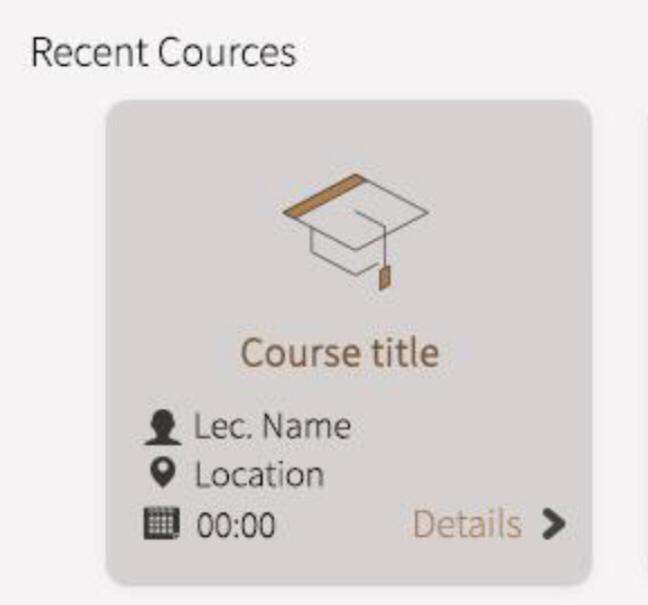 Recent Cources
Course title
Lec. Name
Location
00:00 Details